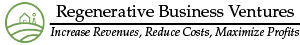 Regenerative Business Ventures
Increase Revenues, Reduce Costs, Maximize Profits